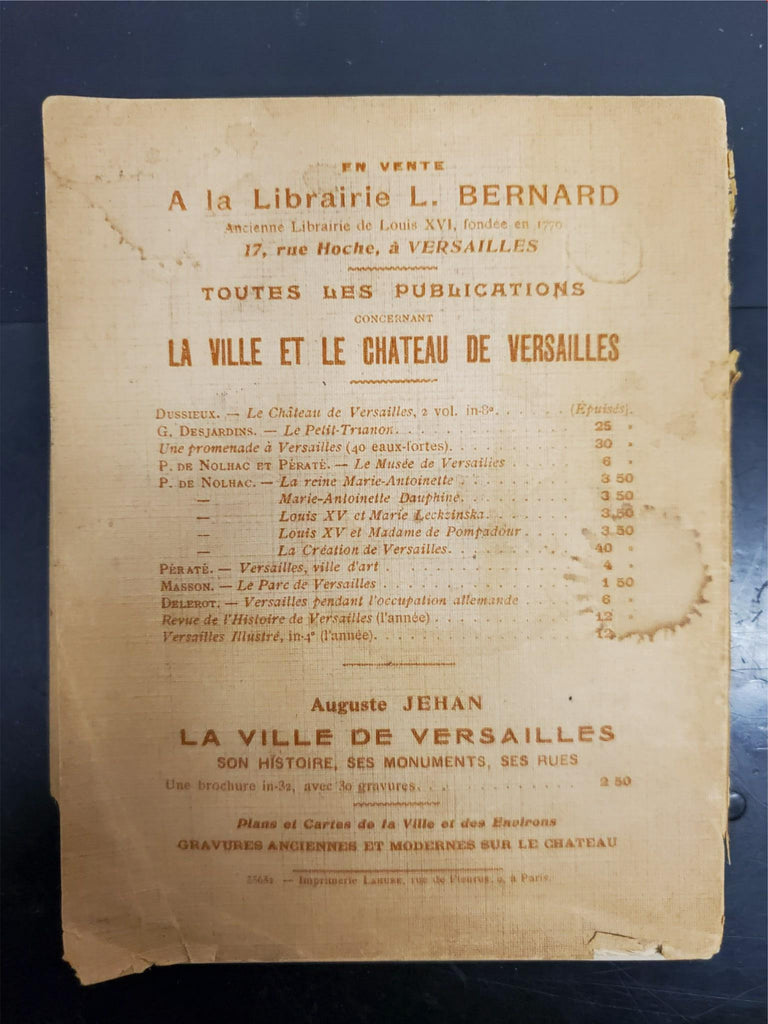 EN VENTE
A la Librairie L. BERNARD
Ancienne Librairie de Louis XVI, fondée en 1770
17, rue Hoche, à VERSAILLES
TOUTES LES PUBLICATIONS
CONCERNANT
LA VILLE ET LE CHATEAU DE VERSAILLES
DUSSIEUX. — Le Château de Versailles, 2 vol. in-8º. . . . . . (Épuisés).
G. DESJARDINS. — Le Petit-Trianon. . . . . . . . . . . . . 25 »
Une promenade à Versailles (40 eaux-fortes). . . . . . . . . 30 »
P. DE NOLHAC ET PÉRATÉ. — Le Musée de Versailles . . . . . 6 »
P. DE NOLHAC. — La reine Marie-Antoinette . . . . . . . . . 3 50
— Marie-Antoinette Dauphine. . . . . . . . . 3 50
— Louis XV et Marie Leckzinska. . . . . . . 3 50
— Louis XV et Madame de Pompadour . . . . 3 50
— La Création de Versailles. . . . . . . . . . 40 »
PÉRATÉ. — Versailles, ville d'art . . . . . . . . . . . . . . 4 »
MASSON. — Le Parc de Versailles . . . . . . . . . . . . . . 1 50
DELEROT. — Versailles pendant l'occupation allemande . . . . 6 »
Revue de l'Histoire de Versailles (l'année) . . . . . . . . . . 12 »
Versailles Illustré, in-4º (l'année). . . . . . . . . . . . . . 12
Auguste JEHAN
LA VILLE DE VERSAILLES
SON HISTOIRE, SES MONUMENTS, SES RUES
Une brochure in-32, avec 30 gravures. . . . . . . . . . . . 2 50
Plans et Cartes de la Ville et des Environs
GRAVURES ANCIENNES ET MODERNES SUR LE CHATEAU
— Imprimerie LAHURE, rue de Fleurus, 9, à Paris.